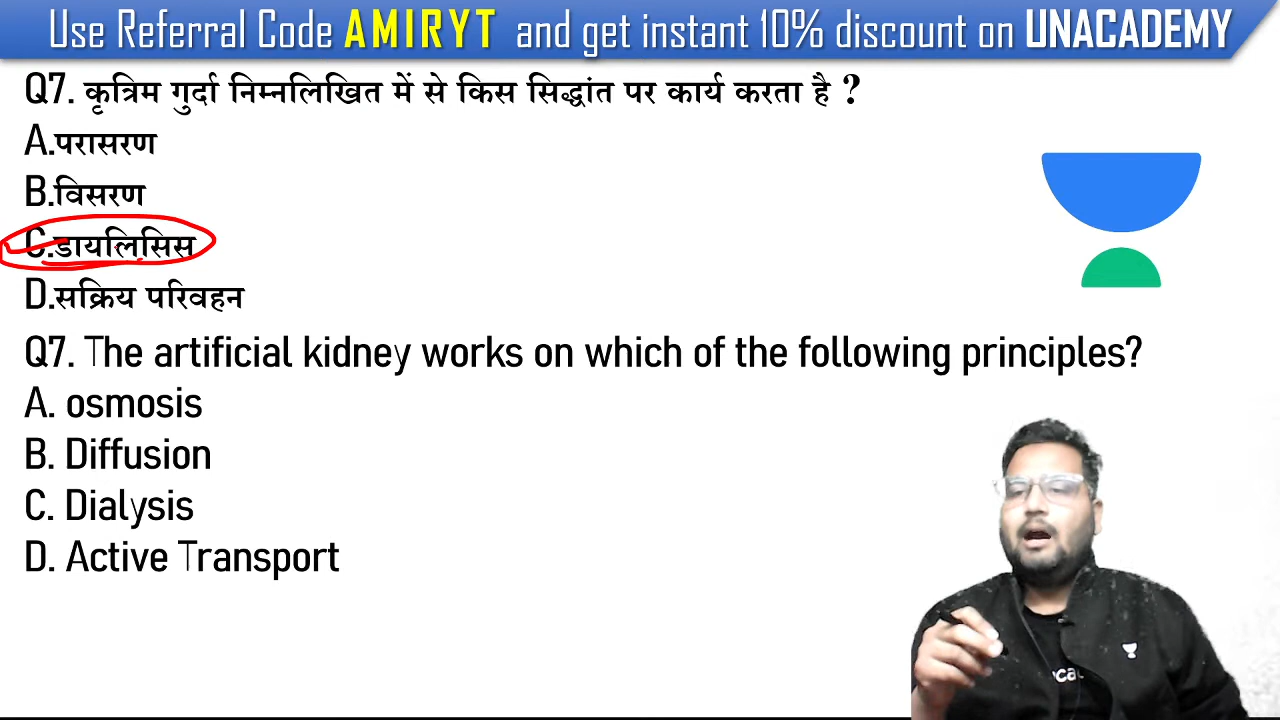 Use Referral Code AMIRYT and get instant 10% discount on UNACADEMY
Q7. कृत्रिम गुर्दा निम्नलिखित में से किस सिद्धांत पर कार्य करता है ?
A.परासरण
B.विसरण
C.डायलिसिस
D.सक्रिय परिवहन
Q7. The artificial kidney works on which of the following principles?
A. osmosis
B. Diffusion
C. Dialysis
D. Active Transport